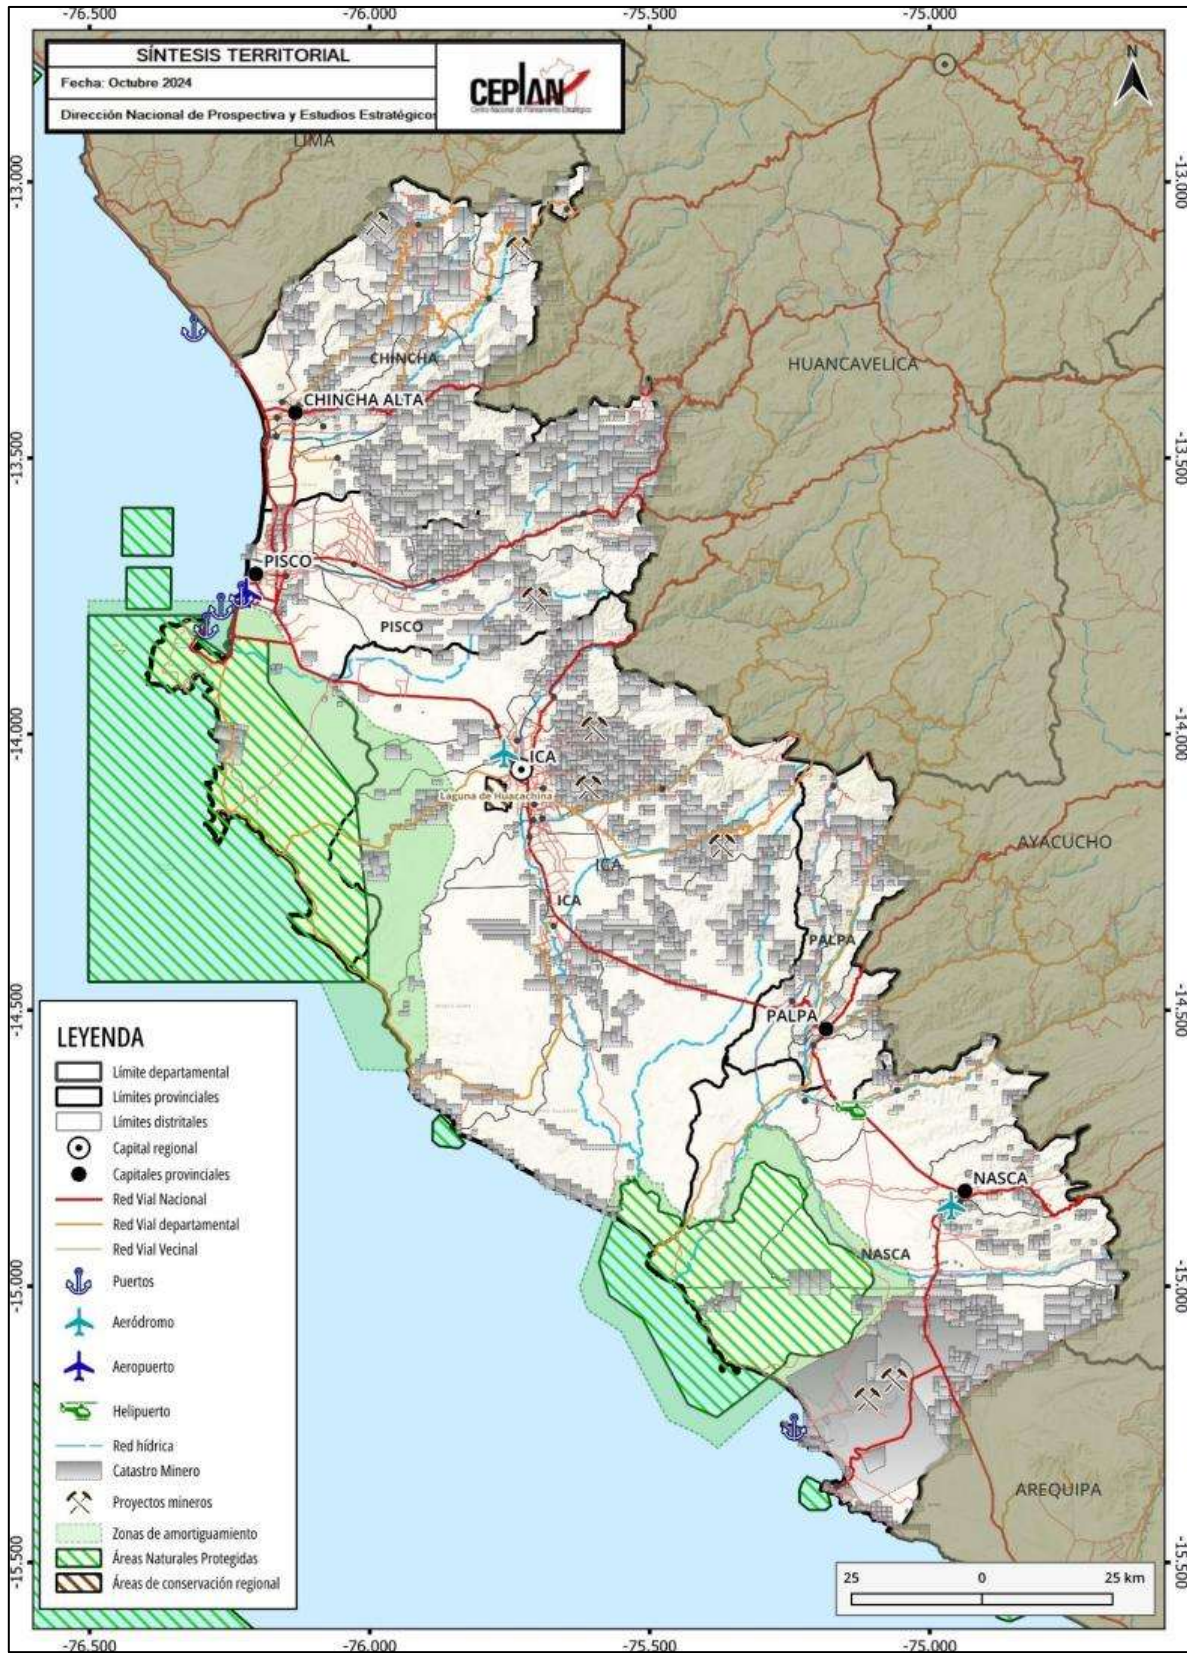 -76.500
-76.000
-75.500
-75.000
SÍNTESIS TERRITORIAL
Fecha: Octubre 2024
Dirección Nacional de Prospectiva y Estudios Estratégicos
CEPLAN
Centro Nacional de Planeamiento Estratégico
N
LIMA
-13.000
-13.000
CHINCHA
HUANCAVELICA
CHINCHA ALTA
-13.500
-13.500
PISCO
PISCO
-14.000
-14.000
ICA
Laguna de Huacachina
AYACUCHO
ICA
ICA
PALPA
-14.500
-14.500
PALPA
NASCA
NASCA
-15.000
-15.000
AREQUIPA
-15.500
-15.500
LEYENDA
Límite departamental
Límites provinciales
Límites distritales
Capital regional
Capitales provinciales
Red Vial Nacional
Red Vial departamental
Red Vial Vecinal
Puertos
Aeródromo
Aeropuerto
Helipuerto
Red hídrica
Catastro Minero
Proyectos mineros
Zonas de amortiguamiento
Áreas Naturales Protegidas
Áreas de conservación regional
25 0 25 km
-76.500
-76.000
-75.500
-75.000